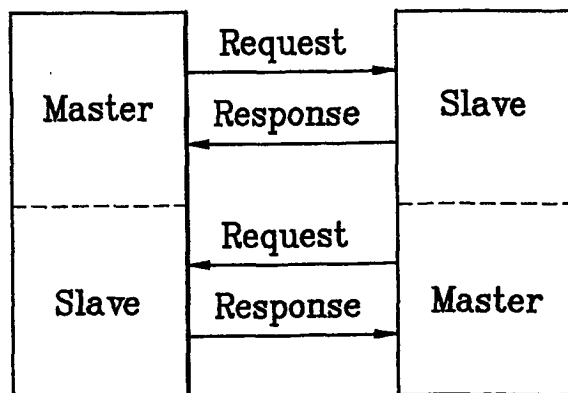 Request
Master
Slave
Response
Request
Slave
Master
Response